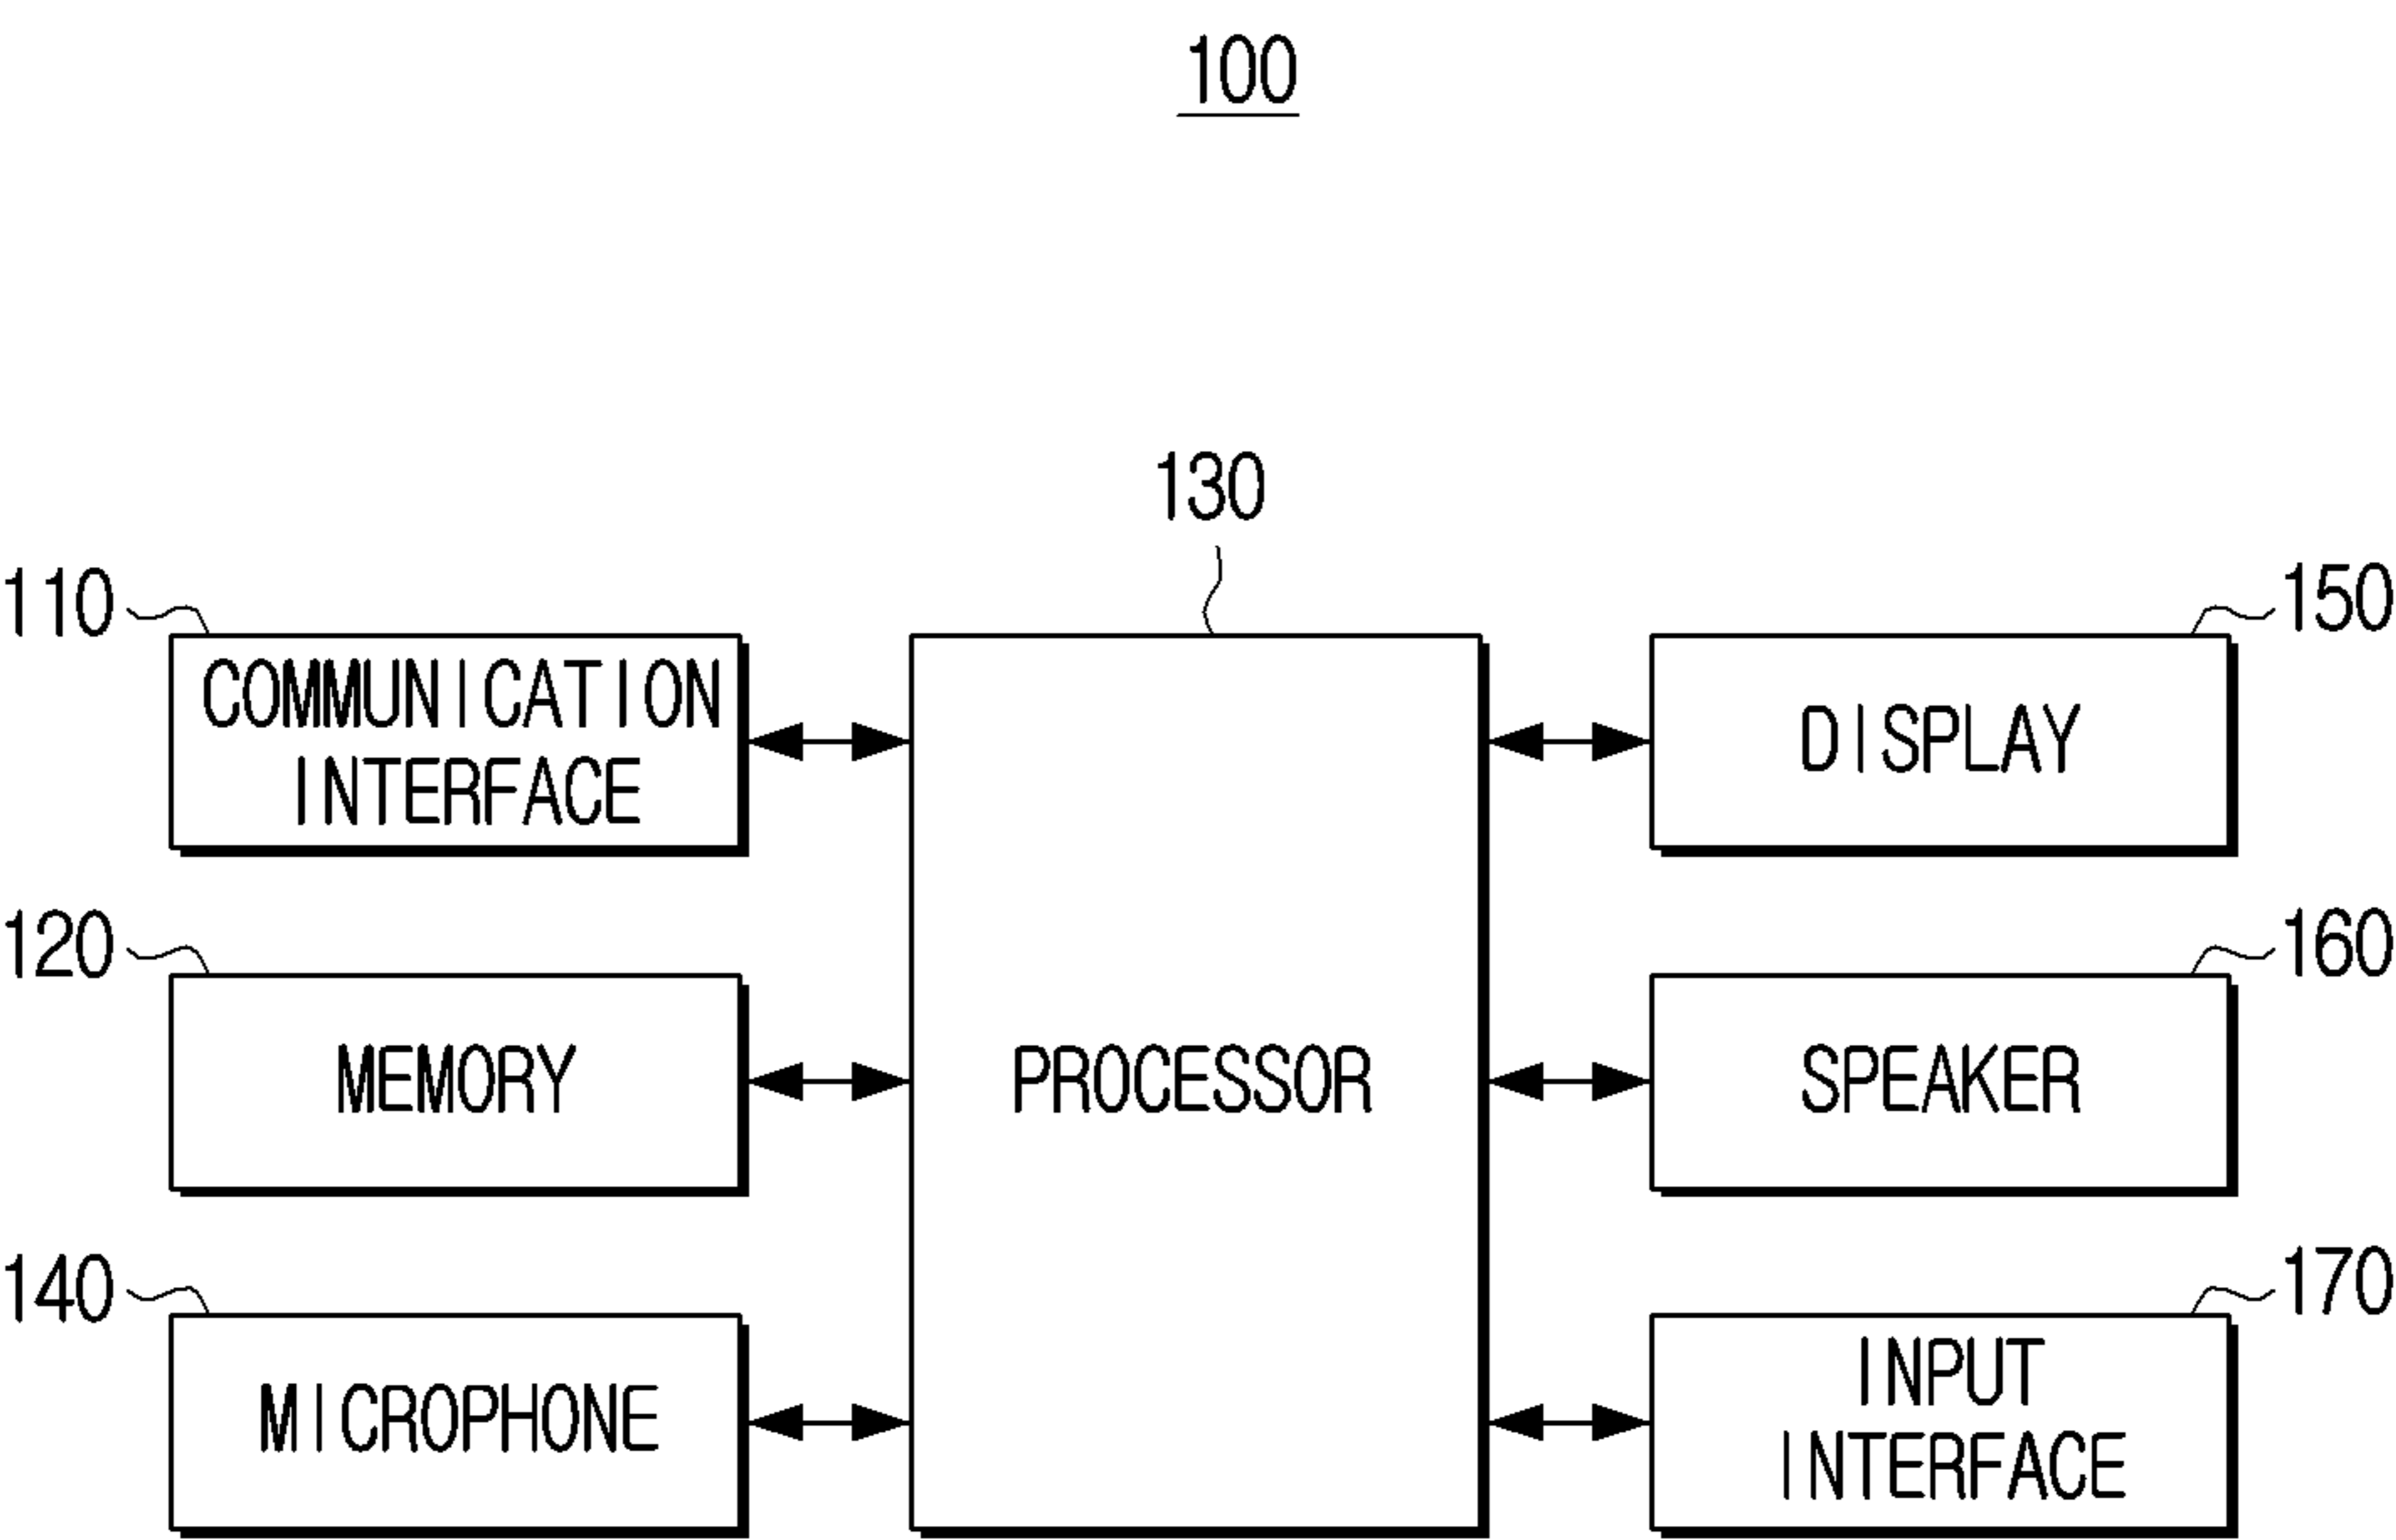 100
130
110
150
COMMUNICATION
INTERFACE
DISPLAY
120
160
MEMORY
PROCESSOR
SPEAKER
140
170
MICROPHONE
INPUT
INTERFACE